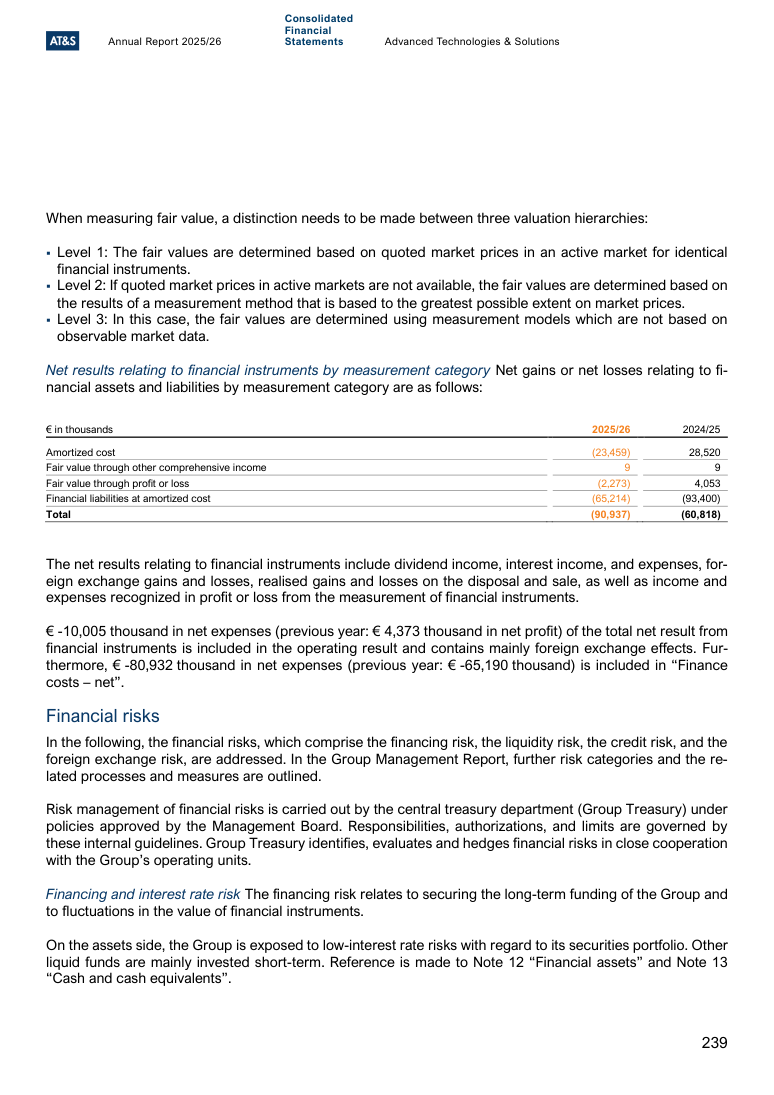 AT&S
Annual Report 2025/26
Consolidated
Financial
Statements
Advanced Technologies & Solutions
When measuring fair value, a distinction needs to be made between three valuation hierarchies:
▪ Level 1: The fair values are determined based on quoted market prices in an active market for identical
financial instruments.
▪ Level 2: If quoted market prices in active markets are not available, the fair values are determined based on
the results of a measurement method that is based to the greatest possible extent on market prices.
▪ Level 3: In this case, the fair values are determined using measurement models which are not based on
observable market data.
Net results relating to financial instruments by measurement category Net gains or net losses relating to fi-
nancial assets and liabilities by measurement category are as follows:
€ in thousands 2025/26 2024/25
Amortized cost (23,459) 28,520
Fair value through other comprehensive income 9 9
Fair value through profit or loss (2,273) 4,053
Financial liabilities at amortized cost (65,214) (93,400)
Total (90,937) (60,818)
The net results relating to financial instruments include dividend income, interest income, and expenses, for-
eign exchange gains and losses, realised gains and losses on the disposal and sale, as well as income and
expenses recognized in profit or loss from the measurement of financial instruments.
€ -10,005 thousand in net expenses (previous year: € 4,373 thousand in net profit) of the total net result from
financial instruments is included in the operating result and contains mainly foreign exchange effects. Fur-
thermore, € -80,932 thousand in net expenses (previous year: € -65,190 thousand) is included in “Finance
costs – net”.
Financial risks
In the following, the financial risks, which comprise the financing risk, the liquidity risk, the credit risk, and the
foreign exchange risk, are addressed. In the Group Management Report, further risk categories and the re-
lated processes and measures are outlined.
Risk management of financial risks is carried out by the central treasury department (Group Treasury) under
policies approved by the Management Board. Responsibilities, authorizations, and limits are governed by
these internal guidelines. Group Treasury identifies, evaluates and hedges financial risks in close cooperation
with the Group’s operating units.
Financing and interest rate risk The financing risk relates to securing the long-term funding of the Group and
to fluctuations in the value of financial instruments.
On the assets side, the Group is exposed to low-interest rate risks with regard to its securities portfolio. Other
liquid funds are mainly invested short-term. Reference is made to Note 12 “Financial assets” and Note 13
“Cash and cash equivalents”.
239